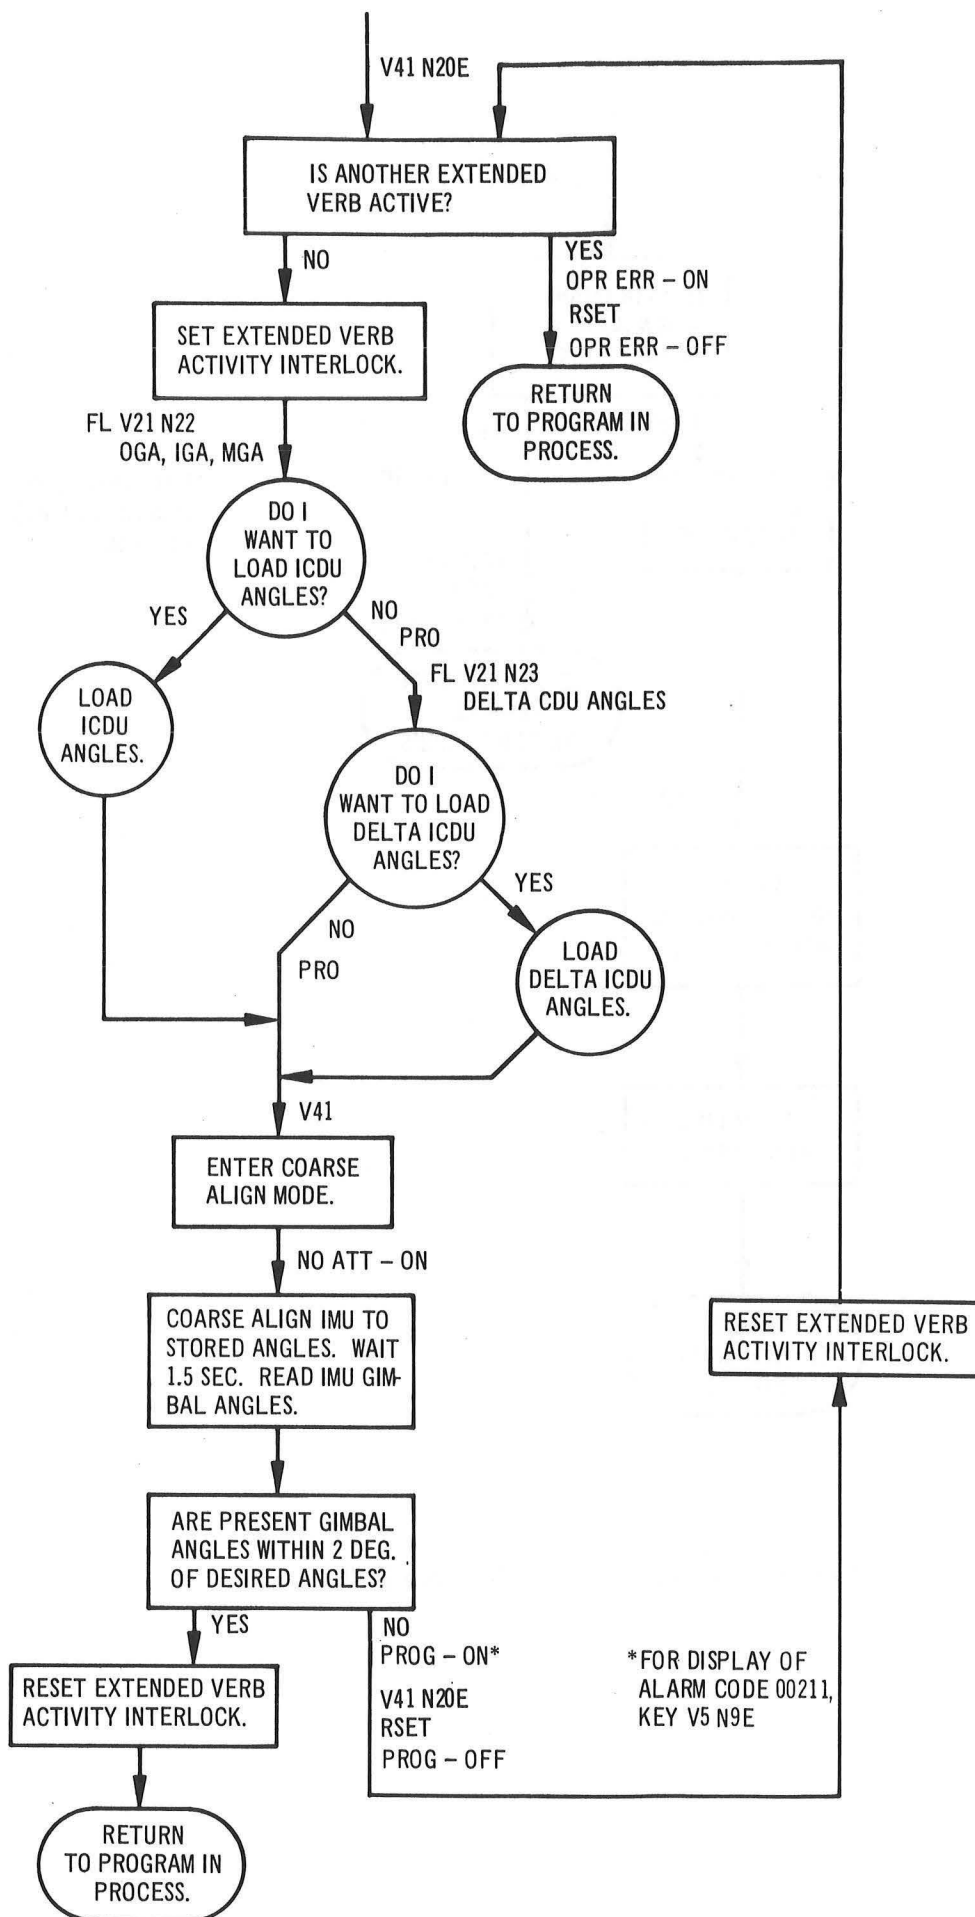 V41 N20E
IS ANOTHER EXTENDED
VERB ACTIVE?
NO
YES
OPR ERR – ON
RSET
OPR ERR – OFF
SET EXTENDED VERB
ACTIVITY INTERLOCK.
RETURN
TO PROGRAM IN
PROCESS.
FL V21 N22
OGA, IGA, MGA
DO I
WANT TO
LOAD ICDU
ANGLES?
YES
NO
PRO
LOAD
ICDU
ANGLES.
FL V21 N23
DELTA CDU ANGLES
DO I
WANT TO LOAD
DELTA ICDU
ANGLES?
YES
NO
PRO
LOAD
DELTA ICDU
ANGLES.
V41
ENTER COARSE
ALIGN MODE.
NO ATT – ON
COARSE ALIGN IMU TO
STORED ANGLES. WAIT
1.5 SEC. READ IMU GIM-
BAL ANGLES.
RESET EXTENDED VERB
ACTIVITY INTERLOCK.
ARE PRESENT GIMBAL
ANGLES WITHIN 2 DEG.
OF DESIRED ANGLES?
YES
NO
PROG – ON*
V41 N20E
RSET
PROG – OFF
*FOR DISPLAY OF
ALARM CODE 00211,
KEY V5 N9E
RESET EXTENDED VERB
ACTIVITY INTERLOCK.
RETURN
TO PROGRAM IN
PROCESS.